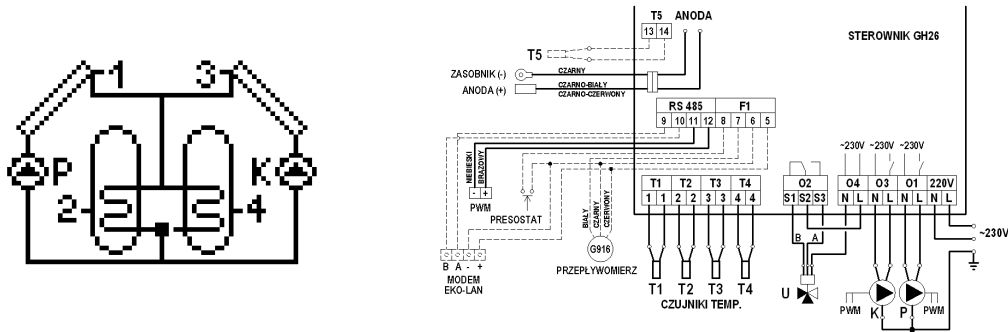 1 3
P K
2 4
T5 ANODA
13 14
STEROWNIK GH26
T5
ZASOBNIK (-)
CZARNY
ANODA (+)
CZARNO-BIAŁY
CZARNO-CZERWONY
RS 485 F1
9 10 11 12 8 7 6 5
NIEBIESKI
BRĄZOWY
- +
PWM
PRESOSTAT
BIAŁY
CZARNY
CZERWONY
G916
PRZEPŁYWOMIERZ
B A - +
MODEM
EKO-LAN
T1 T2 T3 T4
1 1 2 2 3 3 4 4
T1 T2 T3 T4
CZUJNIKI TEMP.
~230V ~230V ~230V
O2 O4 O3 O1 220V
S1 S2 S3 N L N L N L N L
B A
U
~230V
PWM K P PWM